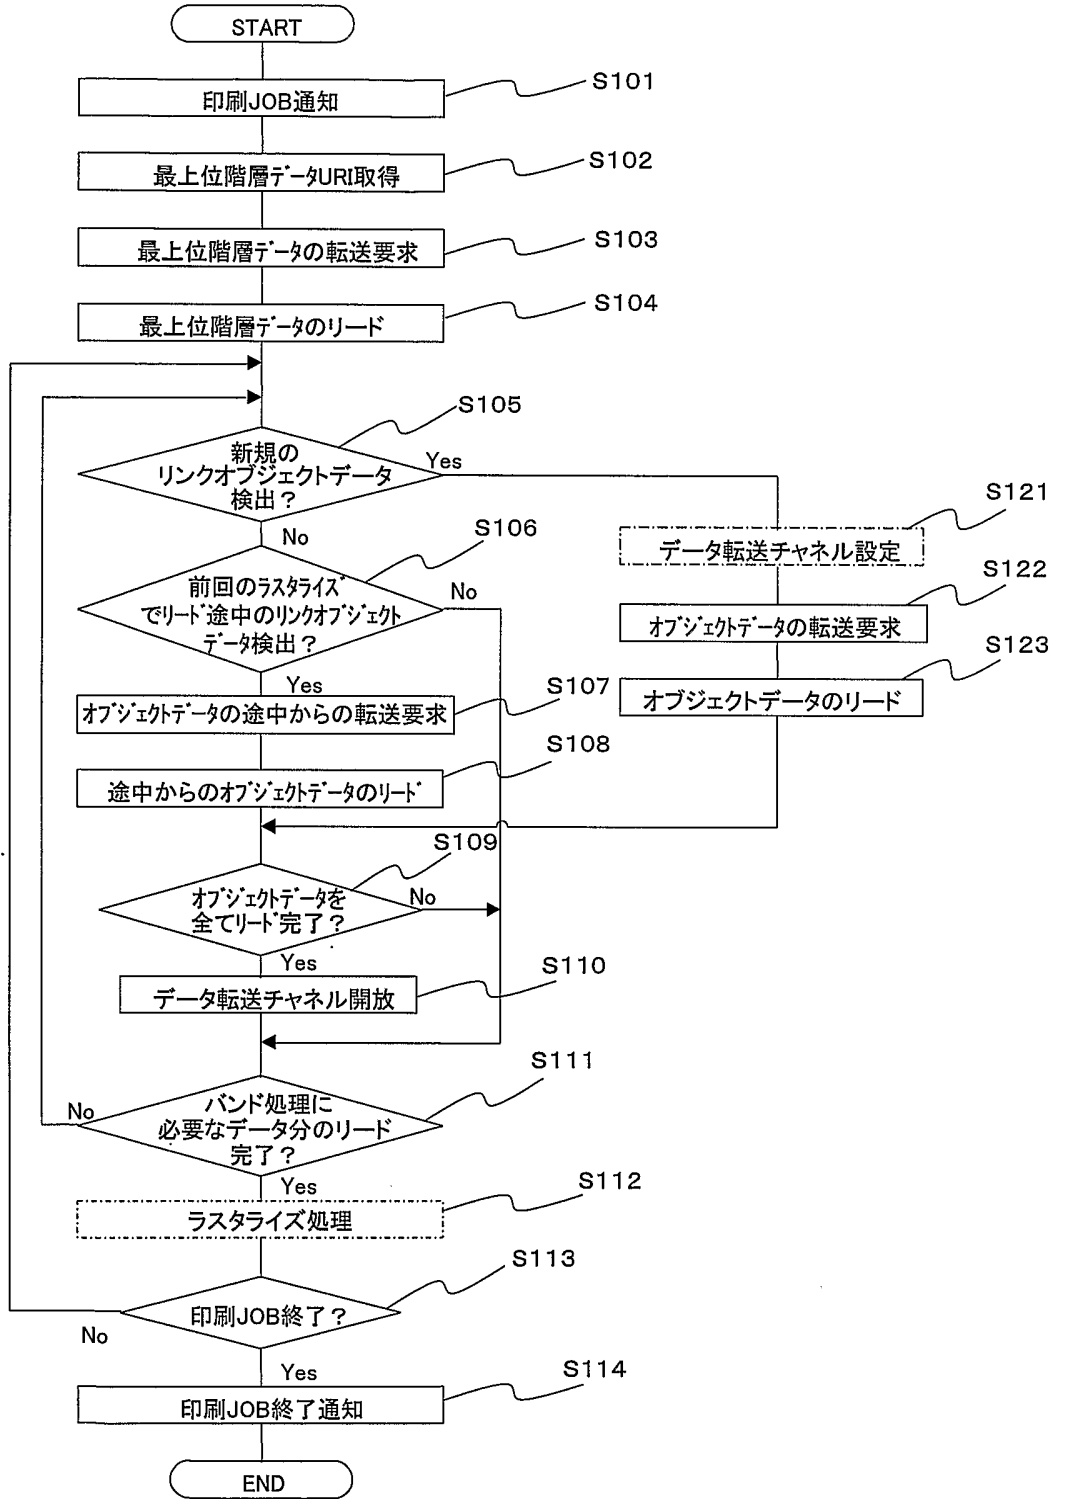 START
印刷JOB通知
S101
最上位階層ﾃﾞｰﾀURI取得
S102
最上位階層ﾃﾞｰﾀの転送要求
S103
最上位階層ﾃﾞｰﾀのリード
S104
新規の
リンクオブジェクトデータ
検出？
S105
Yes
No
前回のﾗｽﾀﾗｲｽﾞ
でﾘｰﾄﾞ途中のﾘﾝｸｵﾌﾞｼﾞｪｸﾄ
ﾃﾞｰﾀ検出？
S106
No
Yes
データ転送チャネル設定
S121
ｵﾌﾞｼﾞｪｸﾄﾃﾞｰﾀの転送要求
S122
オブジェクトデータのリード
S123
ｵﾌﾞｼﾞｪｸﾄﾃﾞｰﾀの途中からの転送要求
S107
途中からのｵﾌﾞｼﾞｪｸﾄﾃﾞｰﾀのﾘｰﾄﾞ
S108
ｵﾌﾞｼﾞｪｸﾄﾃﾞｰﾀを
全てﾘｰﾄﾞ完了？
S109
No
Yes
データ転送チャネル開放
S110
バンド処理に
必要なデータ分のリード
完了？
S111
No
Yes
ラスタライズ処理
S112
印刷JOB終了？
S113
No
Yes
印刷JOB終了通知
S114
END